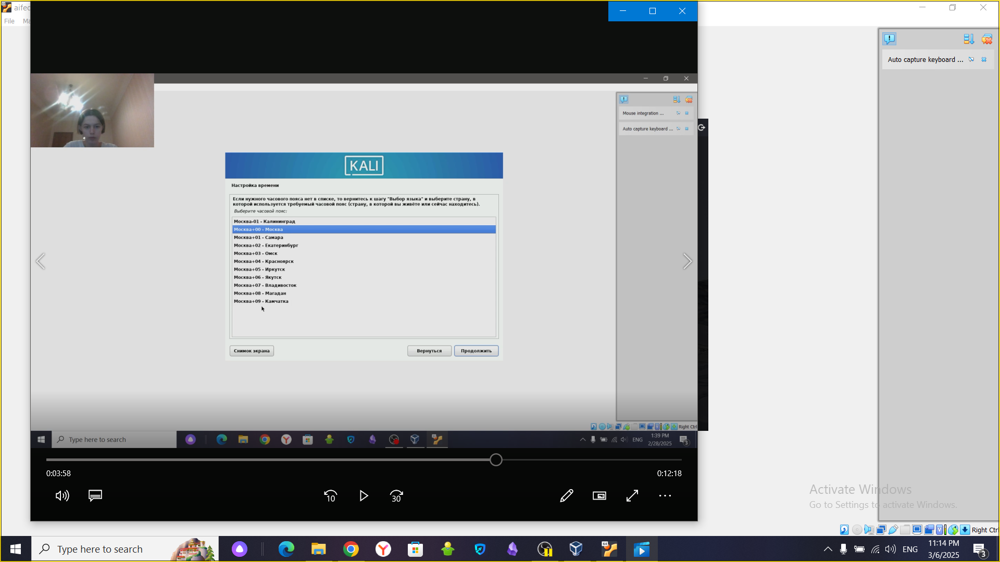 aifec
File Ma
Auto capture keyboard ...
Mouse integration ...
Auto capture keyboard ...
KALI
Настройка времени
Если нужного часового пояса нет в списке, то вернитесь к шагу "Выбор языка" и выберите страну, в
которой используется требуемый часовой пояс (страну, в которой вы живёте или сейчас находитесь).
Выберите часовой пояс:
Москва-01 - Калининград
Москва+00 - Москва
Москва+01 - Самара
Москва+02 - Екатеринбург
Москва+03 - Омск
Москва+04 - Красноярск
Москва+05 - Иркутск
Москва+06 - Якутск
Москва+07 - Владивосток
Москва+08 - Магадан
Москва+09 - Камчатка
Снимок экрана
Вернуться
Продолжить
Right Ctrl
Type here to search
ENG
1:39 PM
2/28/2025
3
0:03:58
0:12:18
10
30
Activate Windows
Go to Settings to activate Windows.
Right Ctr
Type here to search
64
ENG
11:14 PM
3/6/2025
3